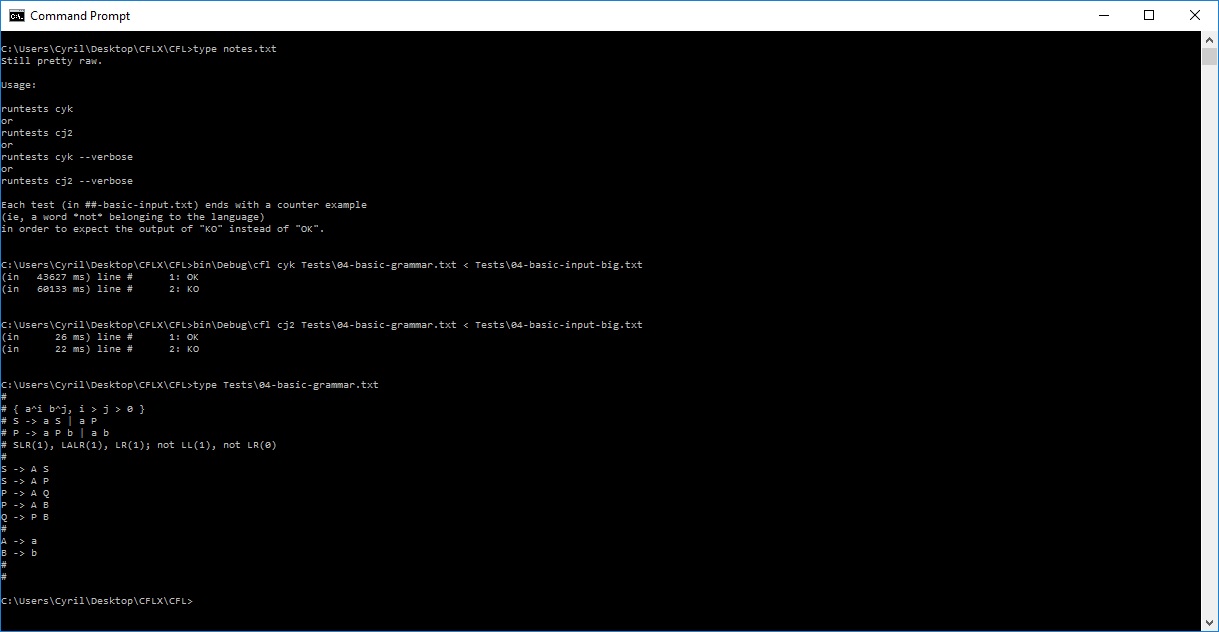 Command Prompt
C:\Users\Cyril\Desktop\CFLX\CFL>type notes.txt
Still pretty raw.
Usage:
runtests cyk
or
runtests cj2
or
runtests cyk --verbose
or
runtests cj2 --verbose
Each test (in ##-basic-input.txt) ends with a counter example
(ie, a word *not* belonging to the language)
in order to expect the output of "KO" instead of "OK".
C:\Users\Cyril\Desktop\CFLX\CFL>bin\Debug\cfl cyk Tests\04-basic-grammar.txt < Tests\04-basic-input-big.txt
(in   43627 ms) line #      1: OK
(in   60133 ms) line #      2: KO
C:\Users\Cyril\Desktop\CFLX\CFL>bin\Debug\cfl cj2 Tests\04-basic-grammar.txt < Tests\04-basic-input-big.txt
(in      26 ms) line #      1: OK
(in      22 ms) line #      2: KO
C:\Users\Cyril\Desktop\CFLX\CFL>type Tests\04-basic-grammar.txt
#
# { a^i b^j, i > j > 0 }
# S -> a S | a P
# P -> a P b | a b
# SLR(1), LALR(1), LR(1); not LL(1), not LR(0)
#
S -> A S
S -> A P
P -> A Q
P -> A B
Q -> P B
#
A -> a
B -> b
#
#
C:\Users\Cyril\Desktop\CFLX\CFL>